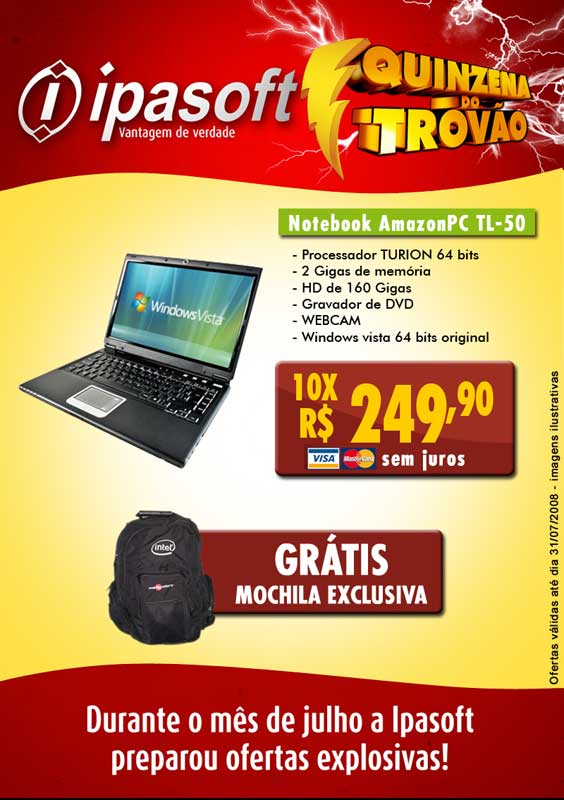 ipasoft
Vantagem de verdade
QUINZENA
DO
TROVÃO
Notebook AmazonPC TL-50
- Processador TURION 64 bits
- 2 Gigas de memória
- HD de 160 Gigas
- Gravador de DVD
- WEBCAM
- Windows vista 64 bits original
WindowsVista
10X
R$ 249,90
VISA MasterCard sem juros
intel
GRÁTIS
MOCHILA EXCLUSIVA
Ofertas válidas até dia 31/07/2008 - imagens ilustrativas
Durante o mês de julho a Ipasoft
preparou ofertas explosivas!